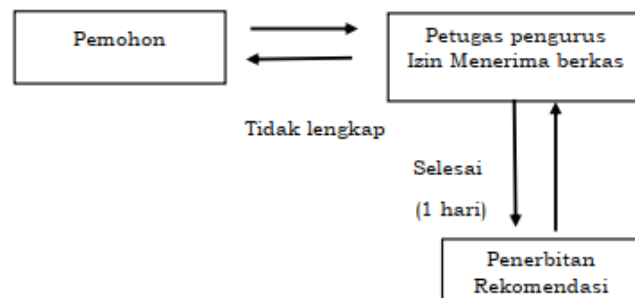 Pemohon
Petugas pengurus
Izin Menerima berkas
Tidak lengkap
Selesai
(1 hari)
Penerbitan
Rekomendasi